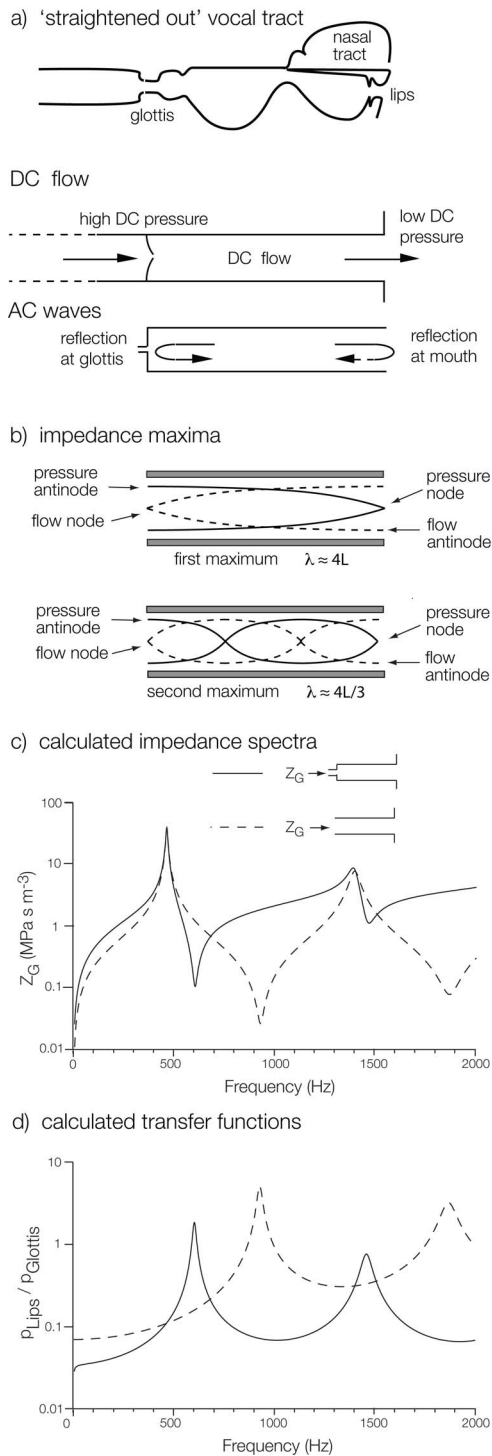 a) ‘straightened out’ vocal tract
nasal
tract
lips
glottis
DC flow
high DC pressure
low DC
pressure
DC flow
AC waves
reflection
at glottis
reflection
at mouth
b) impedance maxima
pressure
antinode
flow node
pressure
node
flow
antinode
first maximum λ ≈ 4L
pressure
antinode
flow node
pressure
node
flow
antinode
second maximum λ ≈ 4L/3
c) calculated impedance spectra
Z_G
Z_G
100
10
1
0.1
0.01
Z_G (MPa s m⁻³)
0 500 1000 1500 2000
Frequency (Hz)
d) calculated transfer functions
10
1
0.1
0.01
p_Lips / p_Glottis
0 500 1000 1500 2000
Frequency (Hz)